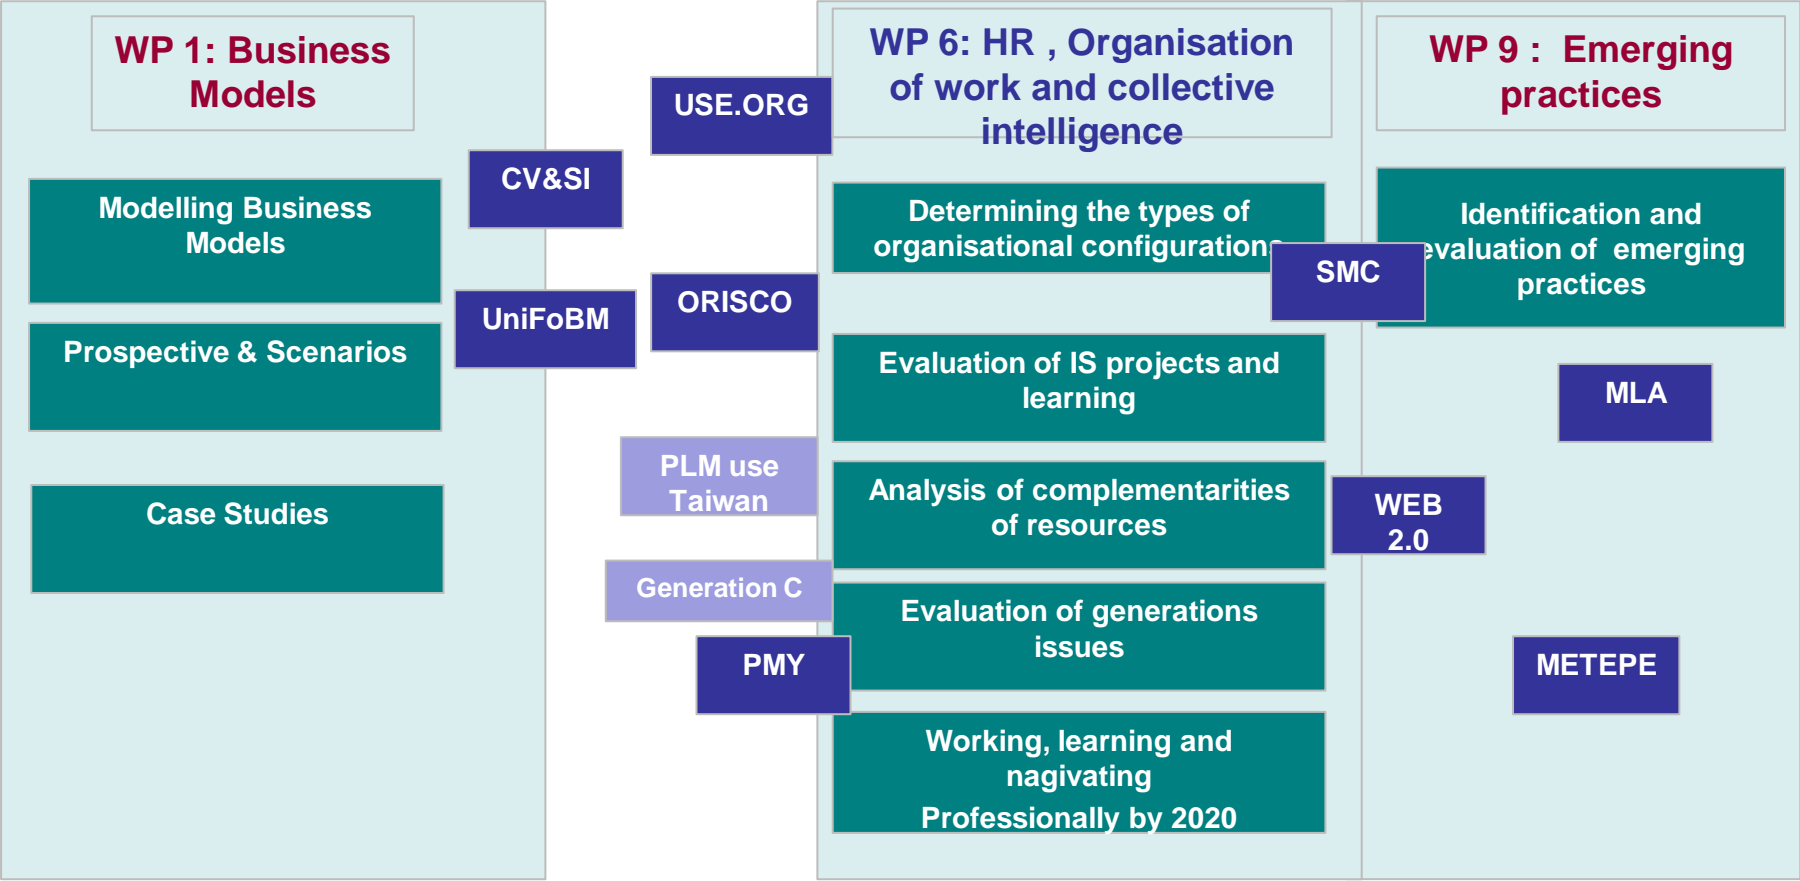 WP 1: Business
Models
Modelling Business
Models
Prospective & Scenarios
Case Studies
CV&SI
UniFoBM
USE.ORG
ORISCO
PLM use
Taiwan
Generation C
PMY
WP 6: HR , Organisation
of work and collective
intelligence
Determining the types of
organisational configurations
Evaluation of IS projects and
learning
Analysis of complementarities
of resources
Evaluation of generations
issues
Working, learning and
nagivating
Professionally by 2020
SMC
WEB
2.0
WP 9 : Emerging
practices
Identification and
evaluation of emerging
practices
MLA
METEPE